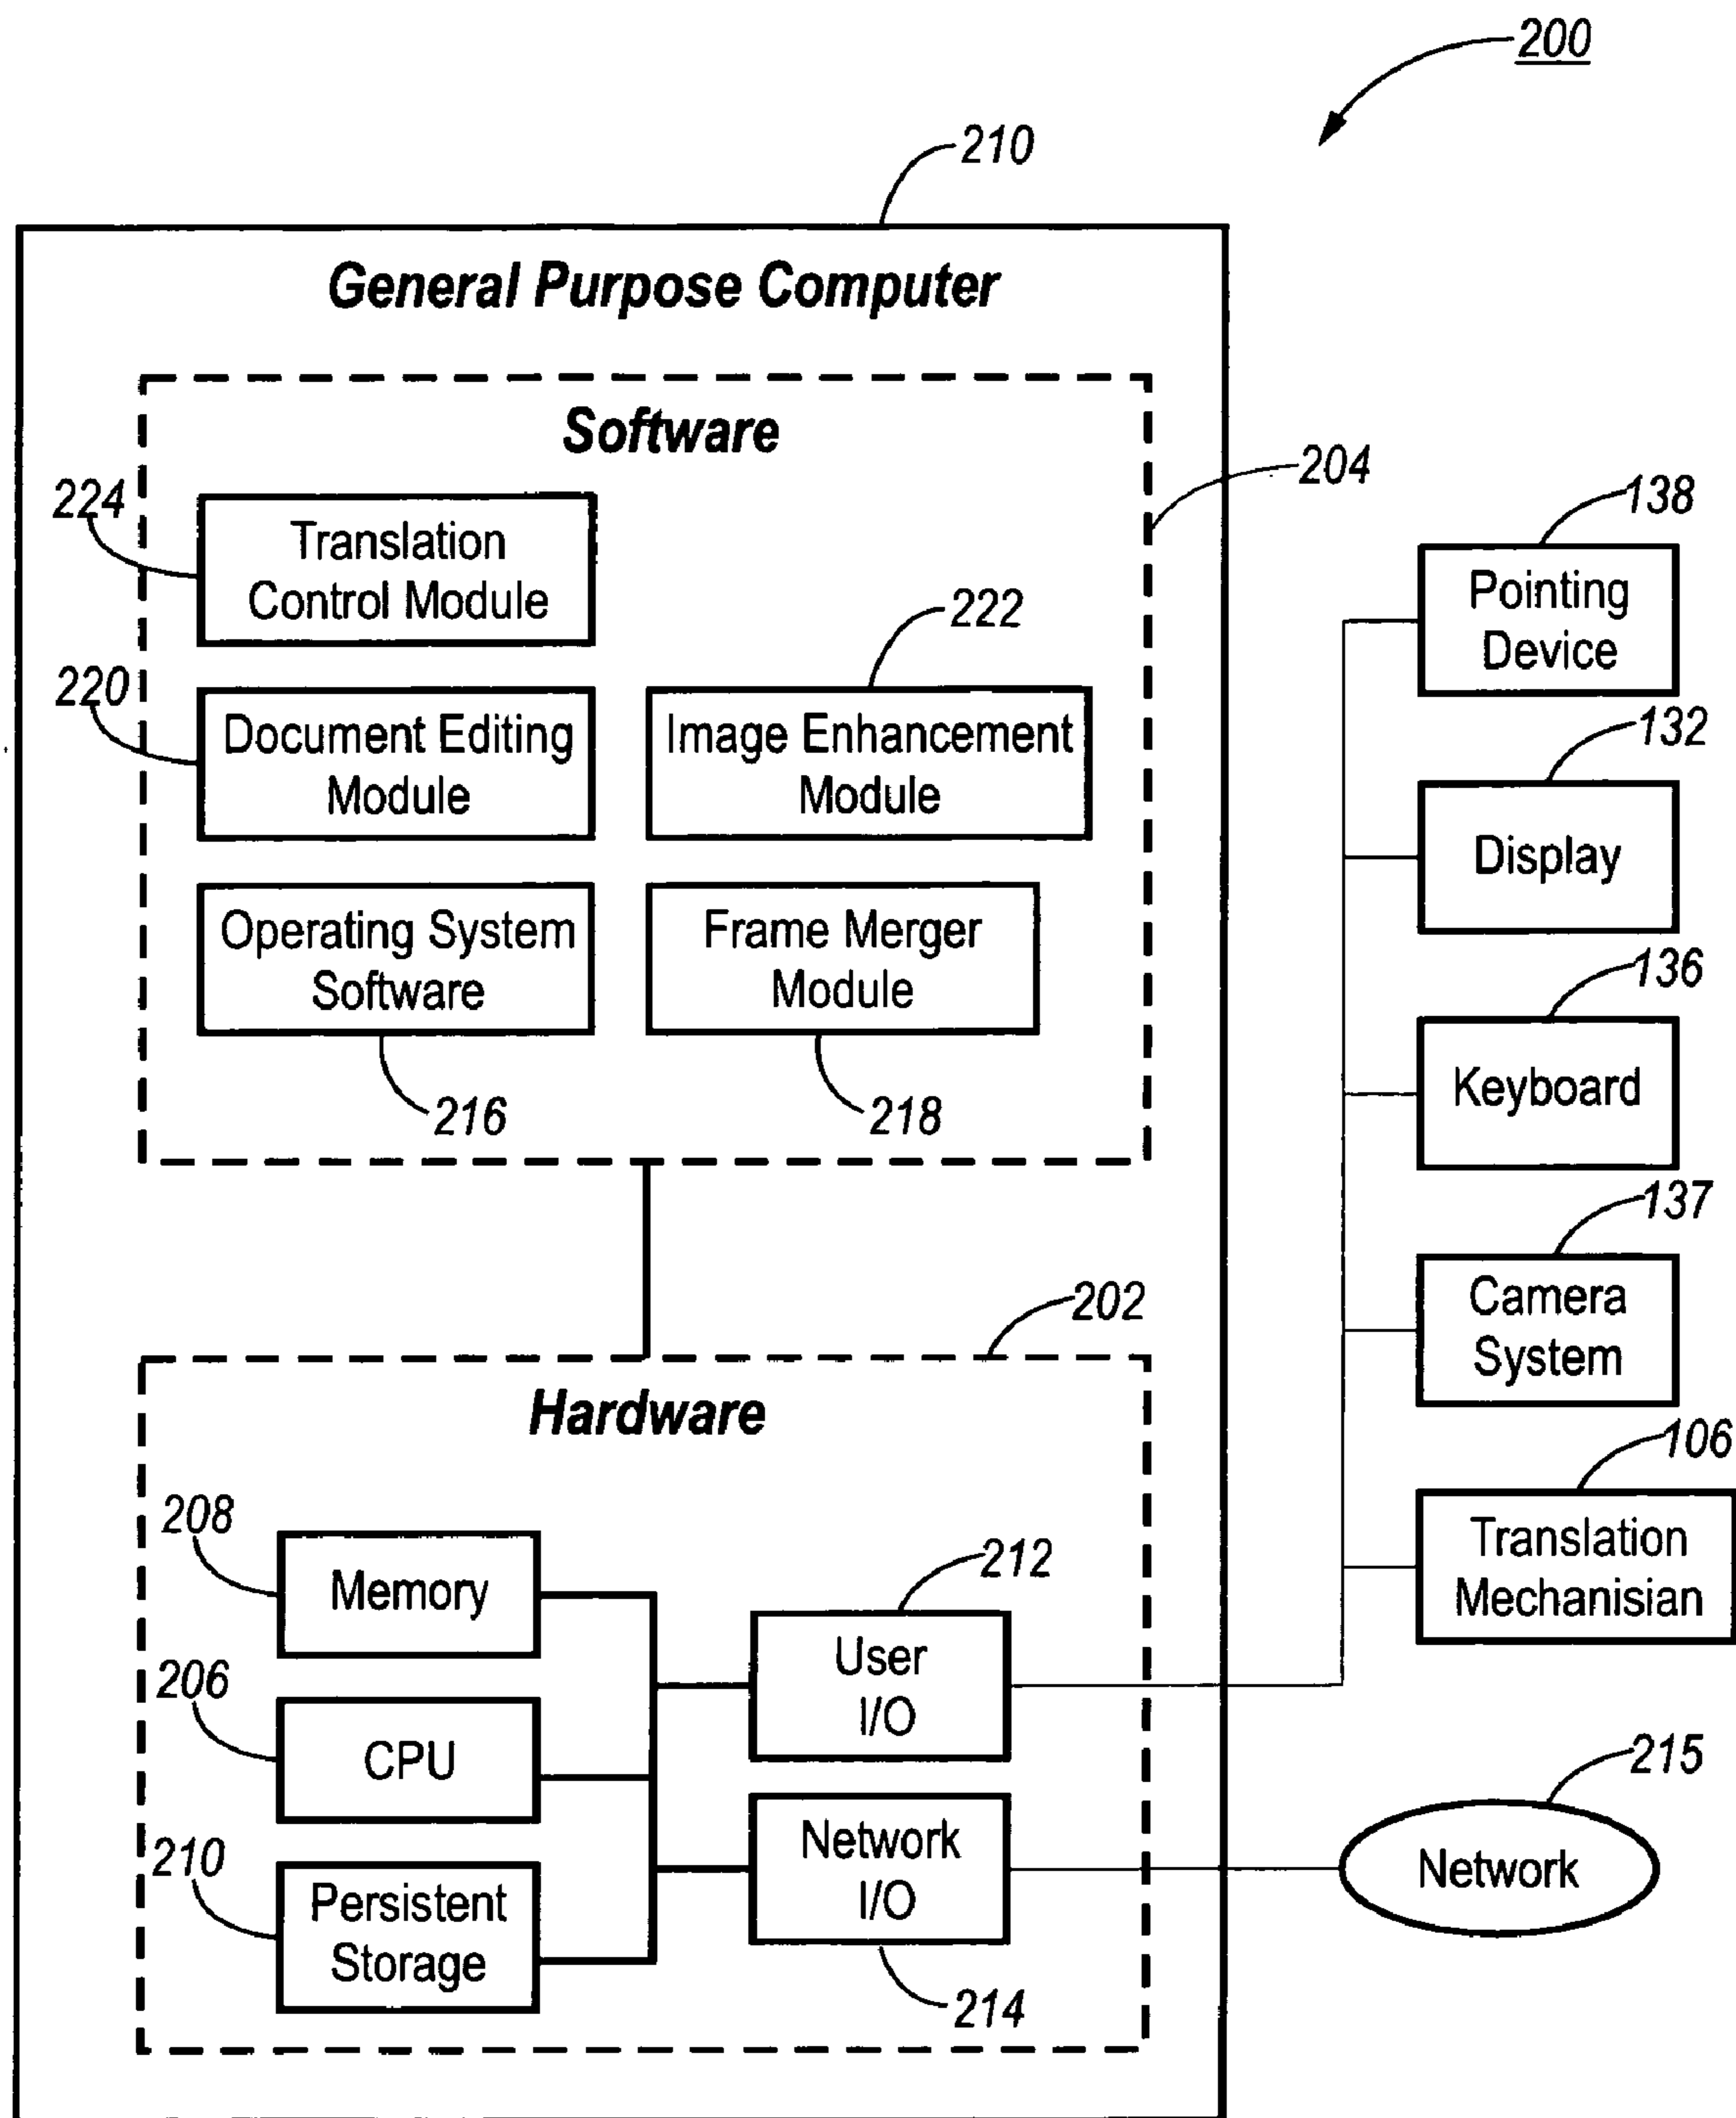 200
210
General Purpose Computer
Software
204
224
Translation
Control Module
222
220
Document Editing
Module
Image Enhancement
Module
Operating System
Software
Frame Merger
Module
216
218
138
Pointing
Device
132
Display
136
Keyboard
137
Camera
System
106
Translation
Mechanisian
202
Hardware
208
Memory
212
User
I/O
206
CPU
210
Persistent
Storage
Network
I/O
214
215
Network